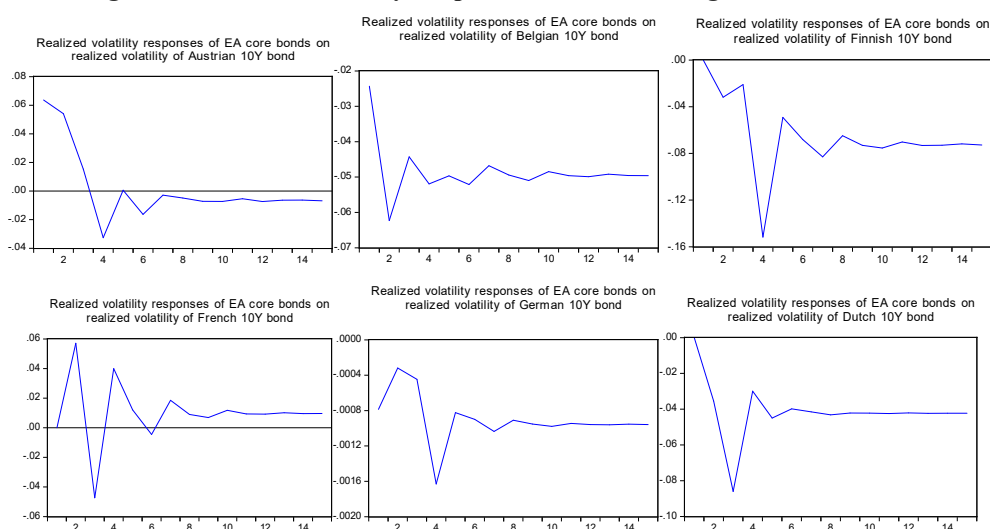 Realized volatility responses of EA core bonds on
realized volatility of Austrian 10Y bond
.08
.06
.04
.02
.00
-.02
-.04
2 4 6 8 10 12 14
Realized volatility responses of EA core bonds on
realized volatility of Belgian 10Y bond
-.02
-.03
-.04
-.05
-.06
-.07
2 4 6 8 10 12 14
Realized volatility responses of EA core bonds on
realized volatility of Finnish 10Y bond
.00
-.04
-.08
-.12
-.16
2 4 6 8 10 12 14
Realized volatility responses of EA core bonds on
realized volatility of French 10Y bond
.06
.04
.02
.00
-.02
-.04
-.06
2 4 6 8 10 12 14
Realized volatility responses of EA core bonds on
realized volatility of German 10Y bond
.0000
-.0004
-.0008
-.0012
-.0016
-.0020
2 4 6 8 10 12 14
Realized volatility responses of EA core bonds on
realized volatility of Dutch 10Y bond
.00
-.02
-.04
-.06
-.08
-.10
2 4 6 8 10 12 14